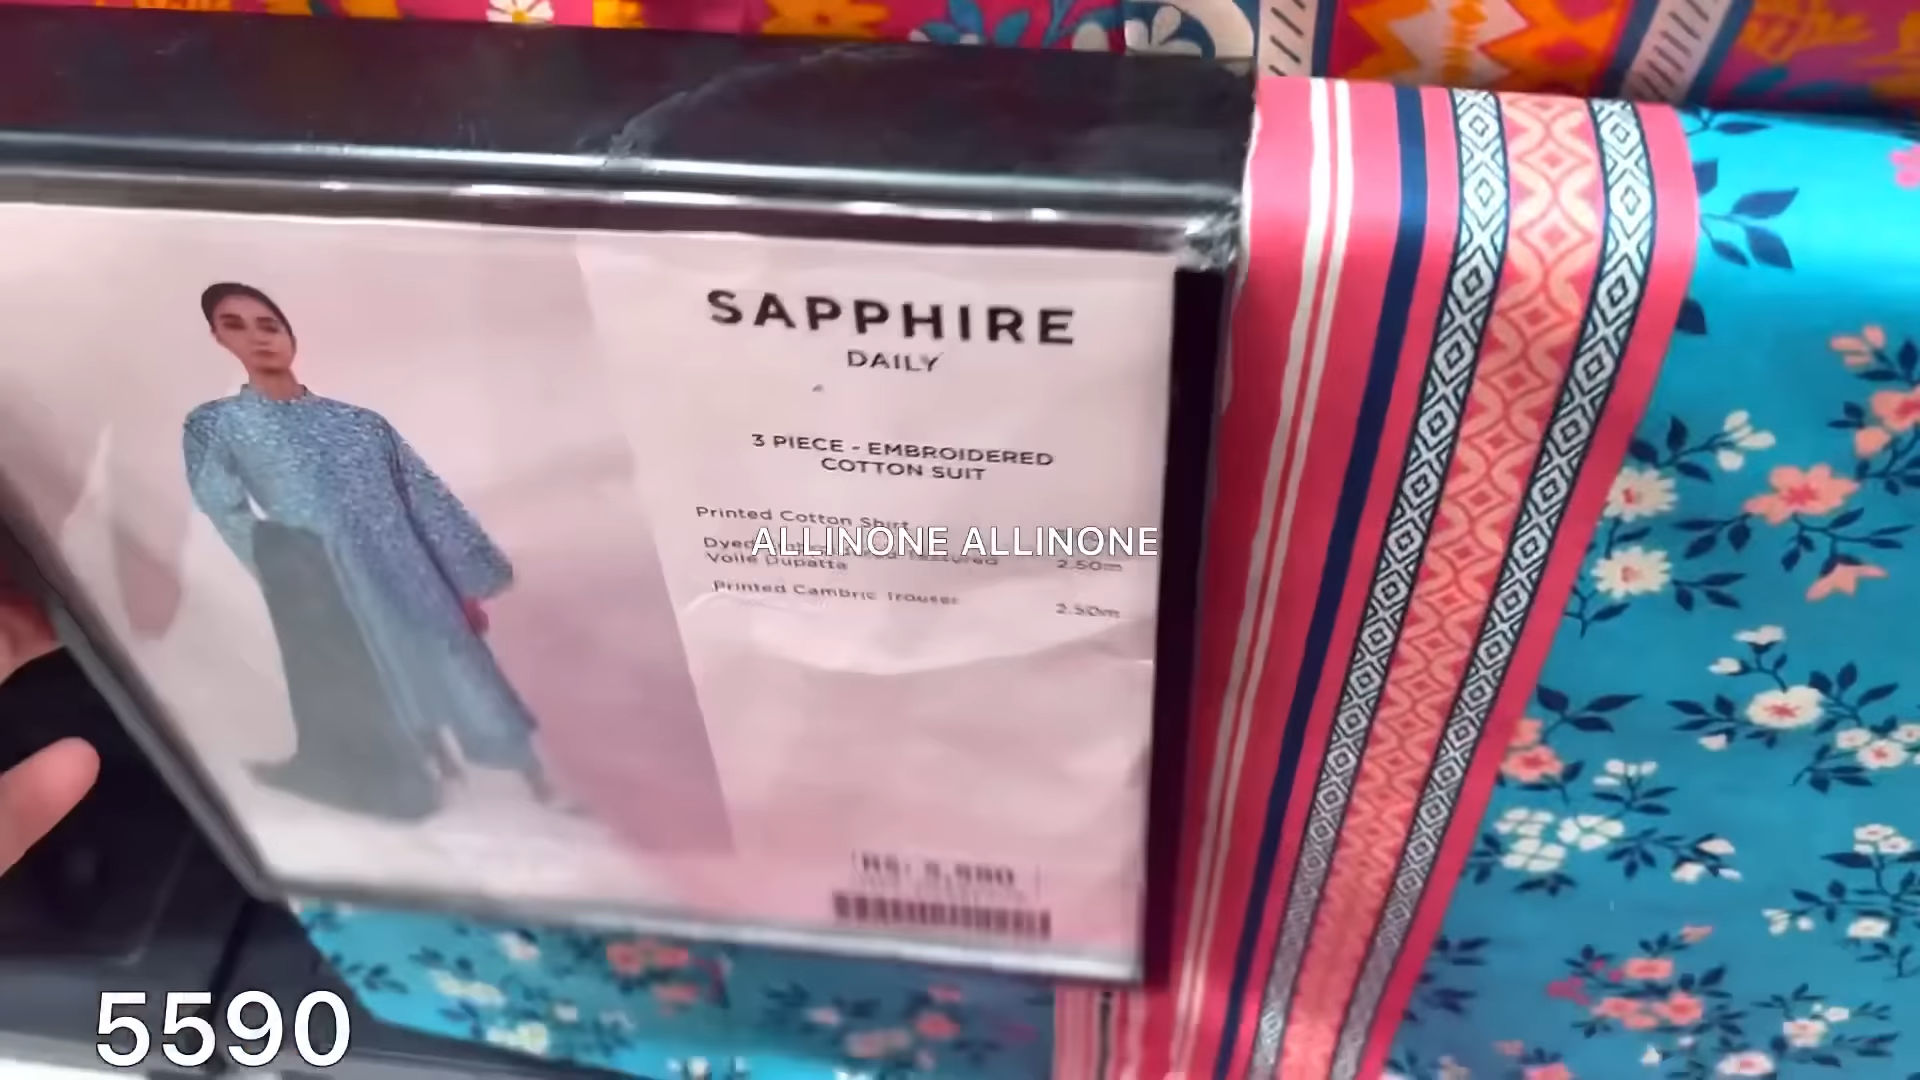 SAPPHIRE
DAILY
3 PIECE - EMBROIDERED
COTTON SUIT
Printed Cotton Shirt
ALLINONE ALLINONE
Dyed
Voile Dupatta 2.50m
Printed Cambric Trouser 2.50m
5590